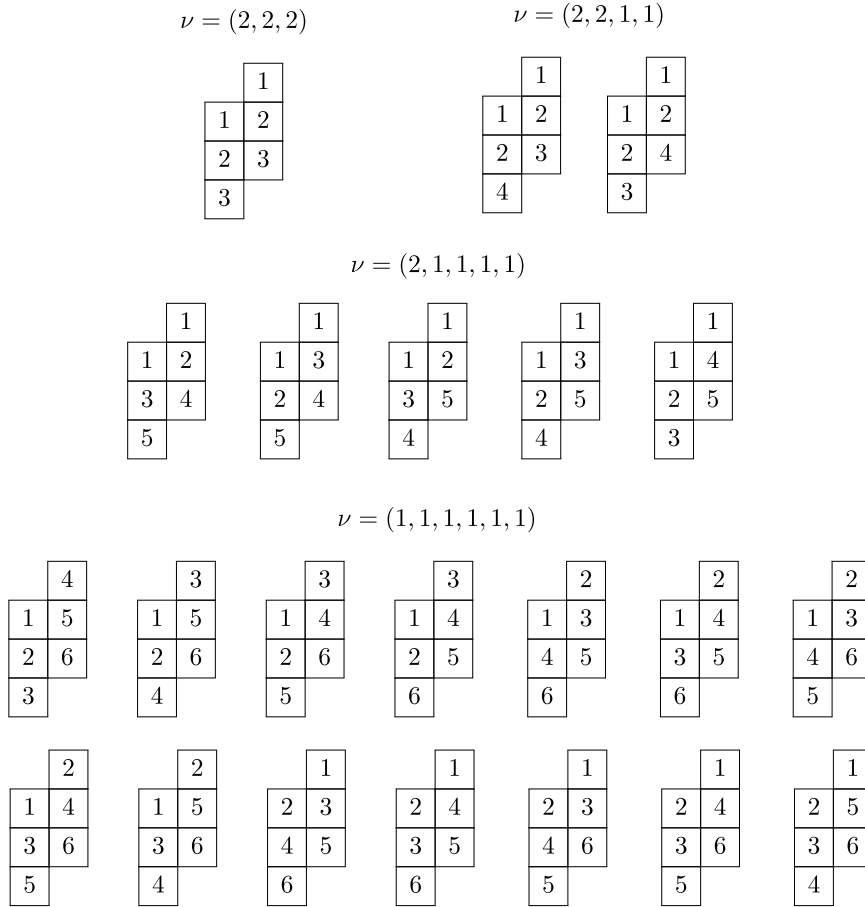 ν = (2, 2, 2) ν = (2, 2, 1, 1)
1 1 1
1 2 1 2 1 2
2 3 2 3 2 4
3 4 3
ν = (2, 1, 1, 1, 1)
1 1 1 1 1
1 2 1 3 1 2 1 3 1 4
3 4 2 4 3 5 2 5 2 5
5 5 4 4 3
ν = (1, 1, 1, 1, 1, 1)
4 3 3 3 2 2 2
1 5 1 5 1 4 1 4 1 3 1 4 1 3
2 6 2 6 2 6 2 5 4 5 3 5 4 6
3 4 5 6 6 6 5
2 2 1 1 1 1 1
1 4 1 5 2 3 2 4 2 3 2 4 2 5
3 6 3 6 4 5 3 5 4 6 3 6 3 6
5 4 6 6 5 5 4